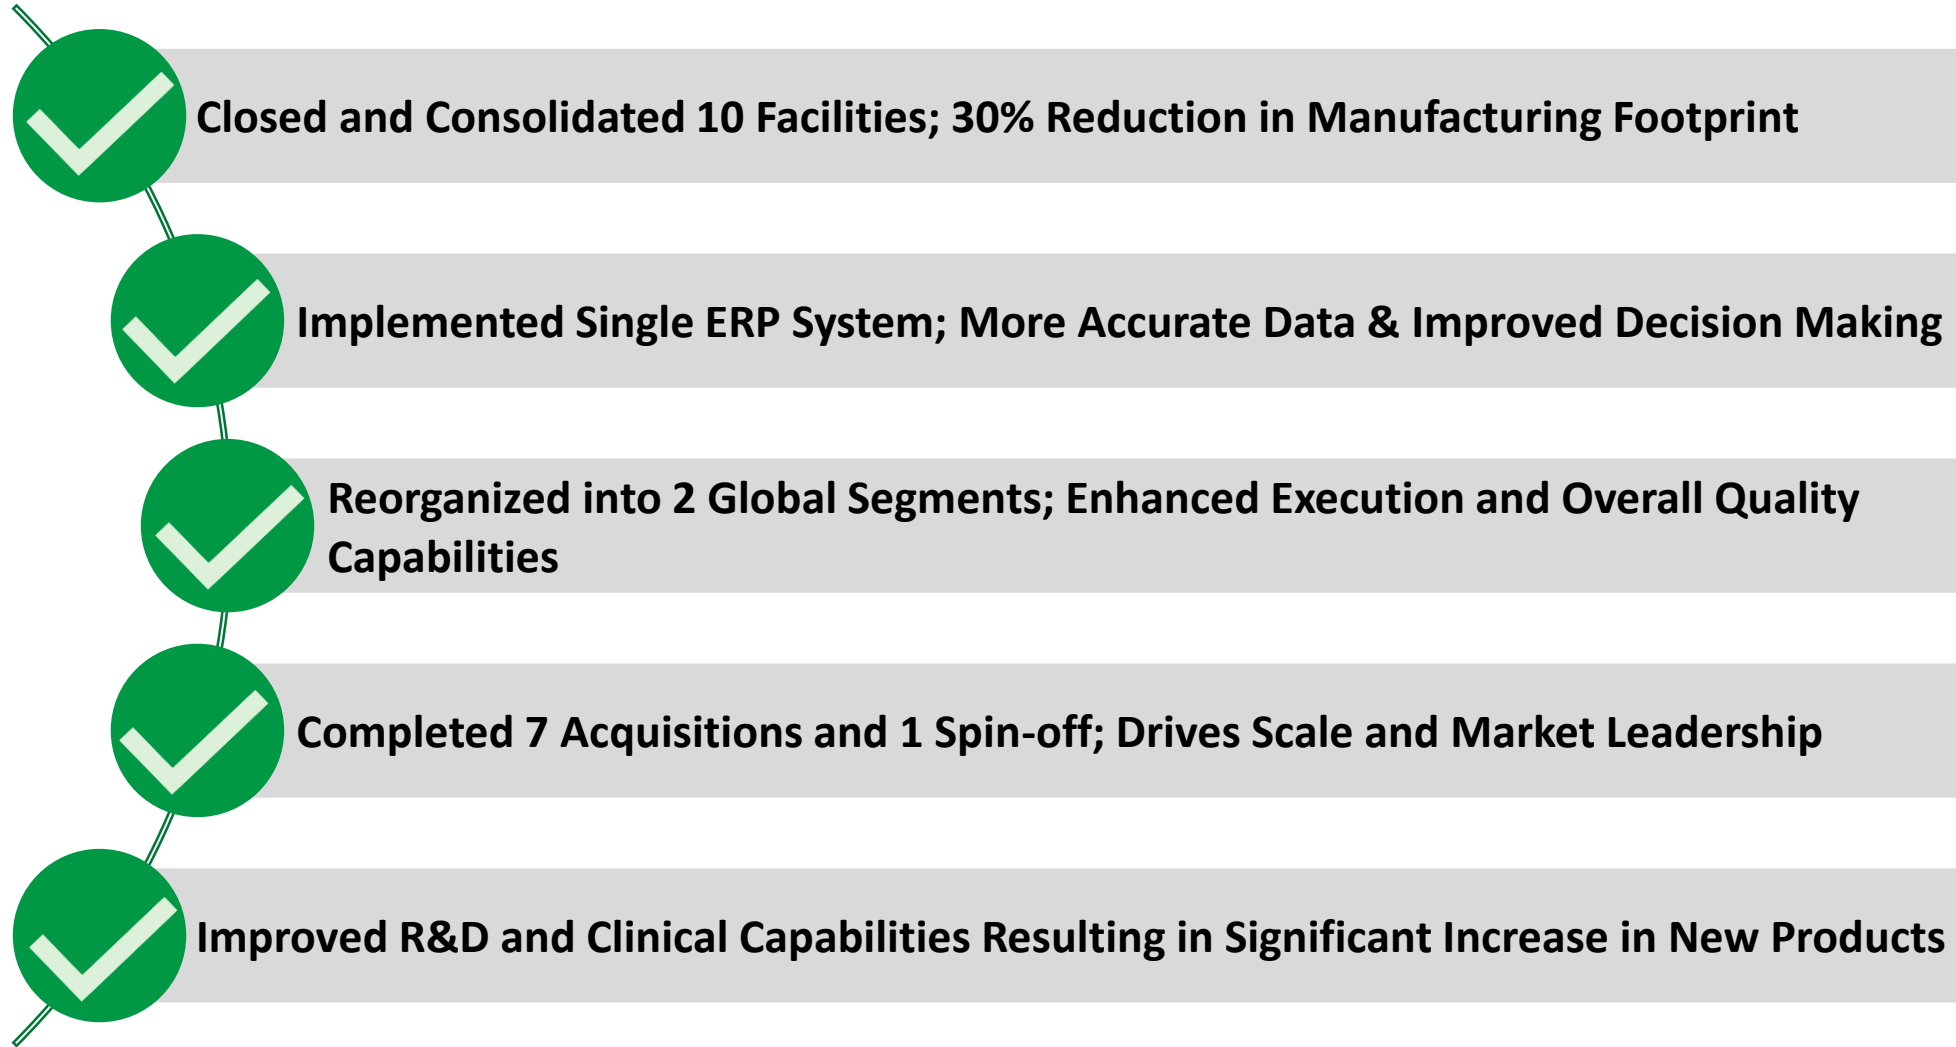 Closed and Consolidated 10 Facilities; 30% Reduction in Manufacturing Footprint
Implemented Single ERP System; More Accurate Data & Improved Decision Making
Reorganized into 2 Global Segments; Enhanced Execution and Overall Quality
Capabilities
Completed 7 Acquisitions and 1 Spin-off; Drives Scale and Market Leadership
Improved R&D and Clinical Capabilities Resulting in Significant Increase in New Products